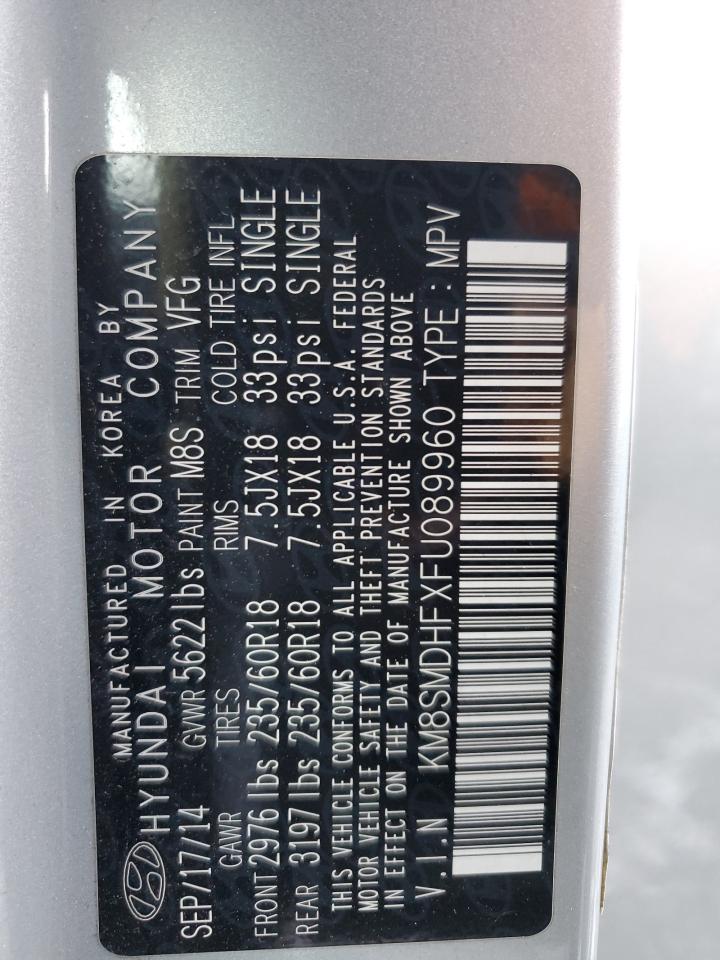 MANUFACTURED IN KOREA BY
HYUNDAI MOTOR COMPANY
SEP/17/14 GVWR 5622 lbs PAINT M8S TRIM VFG
GAWR TIRES RIMS COLD TIRE INFL
FRONT 2976 lbs 235/60R18 7.5JX18 33psi SINGLE
REAR 3197 lbs 235/60R18 7.5JX18 33psi SINGLE
THIS VEHICLE CONFORMS TO ALL APPLICABLE U.S.A. FEDERAL
MOTOR VEHICLE SAFETY AND THEFT PREVENTION STANDARDS
IN EFFECT ON THE DATE OF MANUFACTURE SHOWN ABOVE
V.I.N KM8SMDHFXFU089960 TYPE : MPV